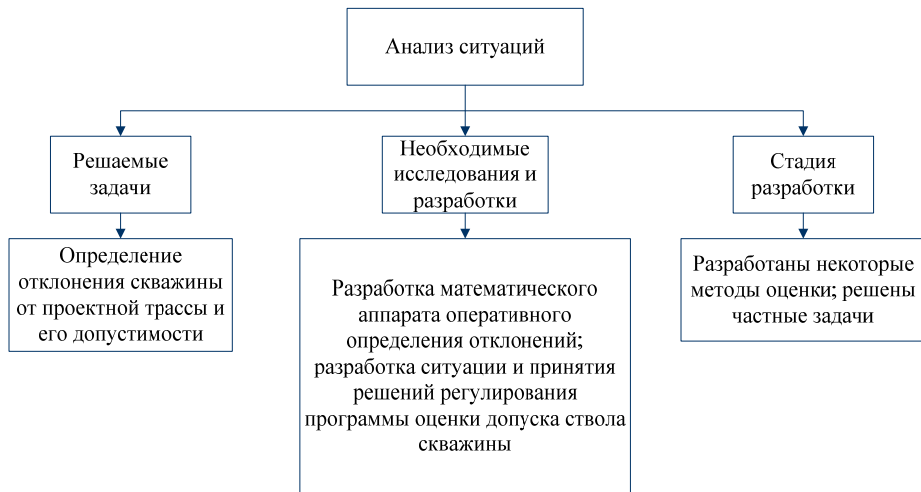 Анализ ситуаций
Решаемые
задачи
Необходимые
исследования и
разработки
Стадия
разработки
Определение
отклонения скважины
от проектной трассы и
его допустимости
Разработка математического
аппарата оперативного
определения отклонений;
разработка ситуации и принятия
решений регулирования
программы оценки допуска ствола
скважины
Разработаны некоторые
методы оценки; решены
частные задачи